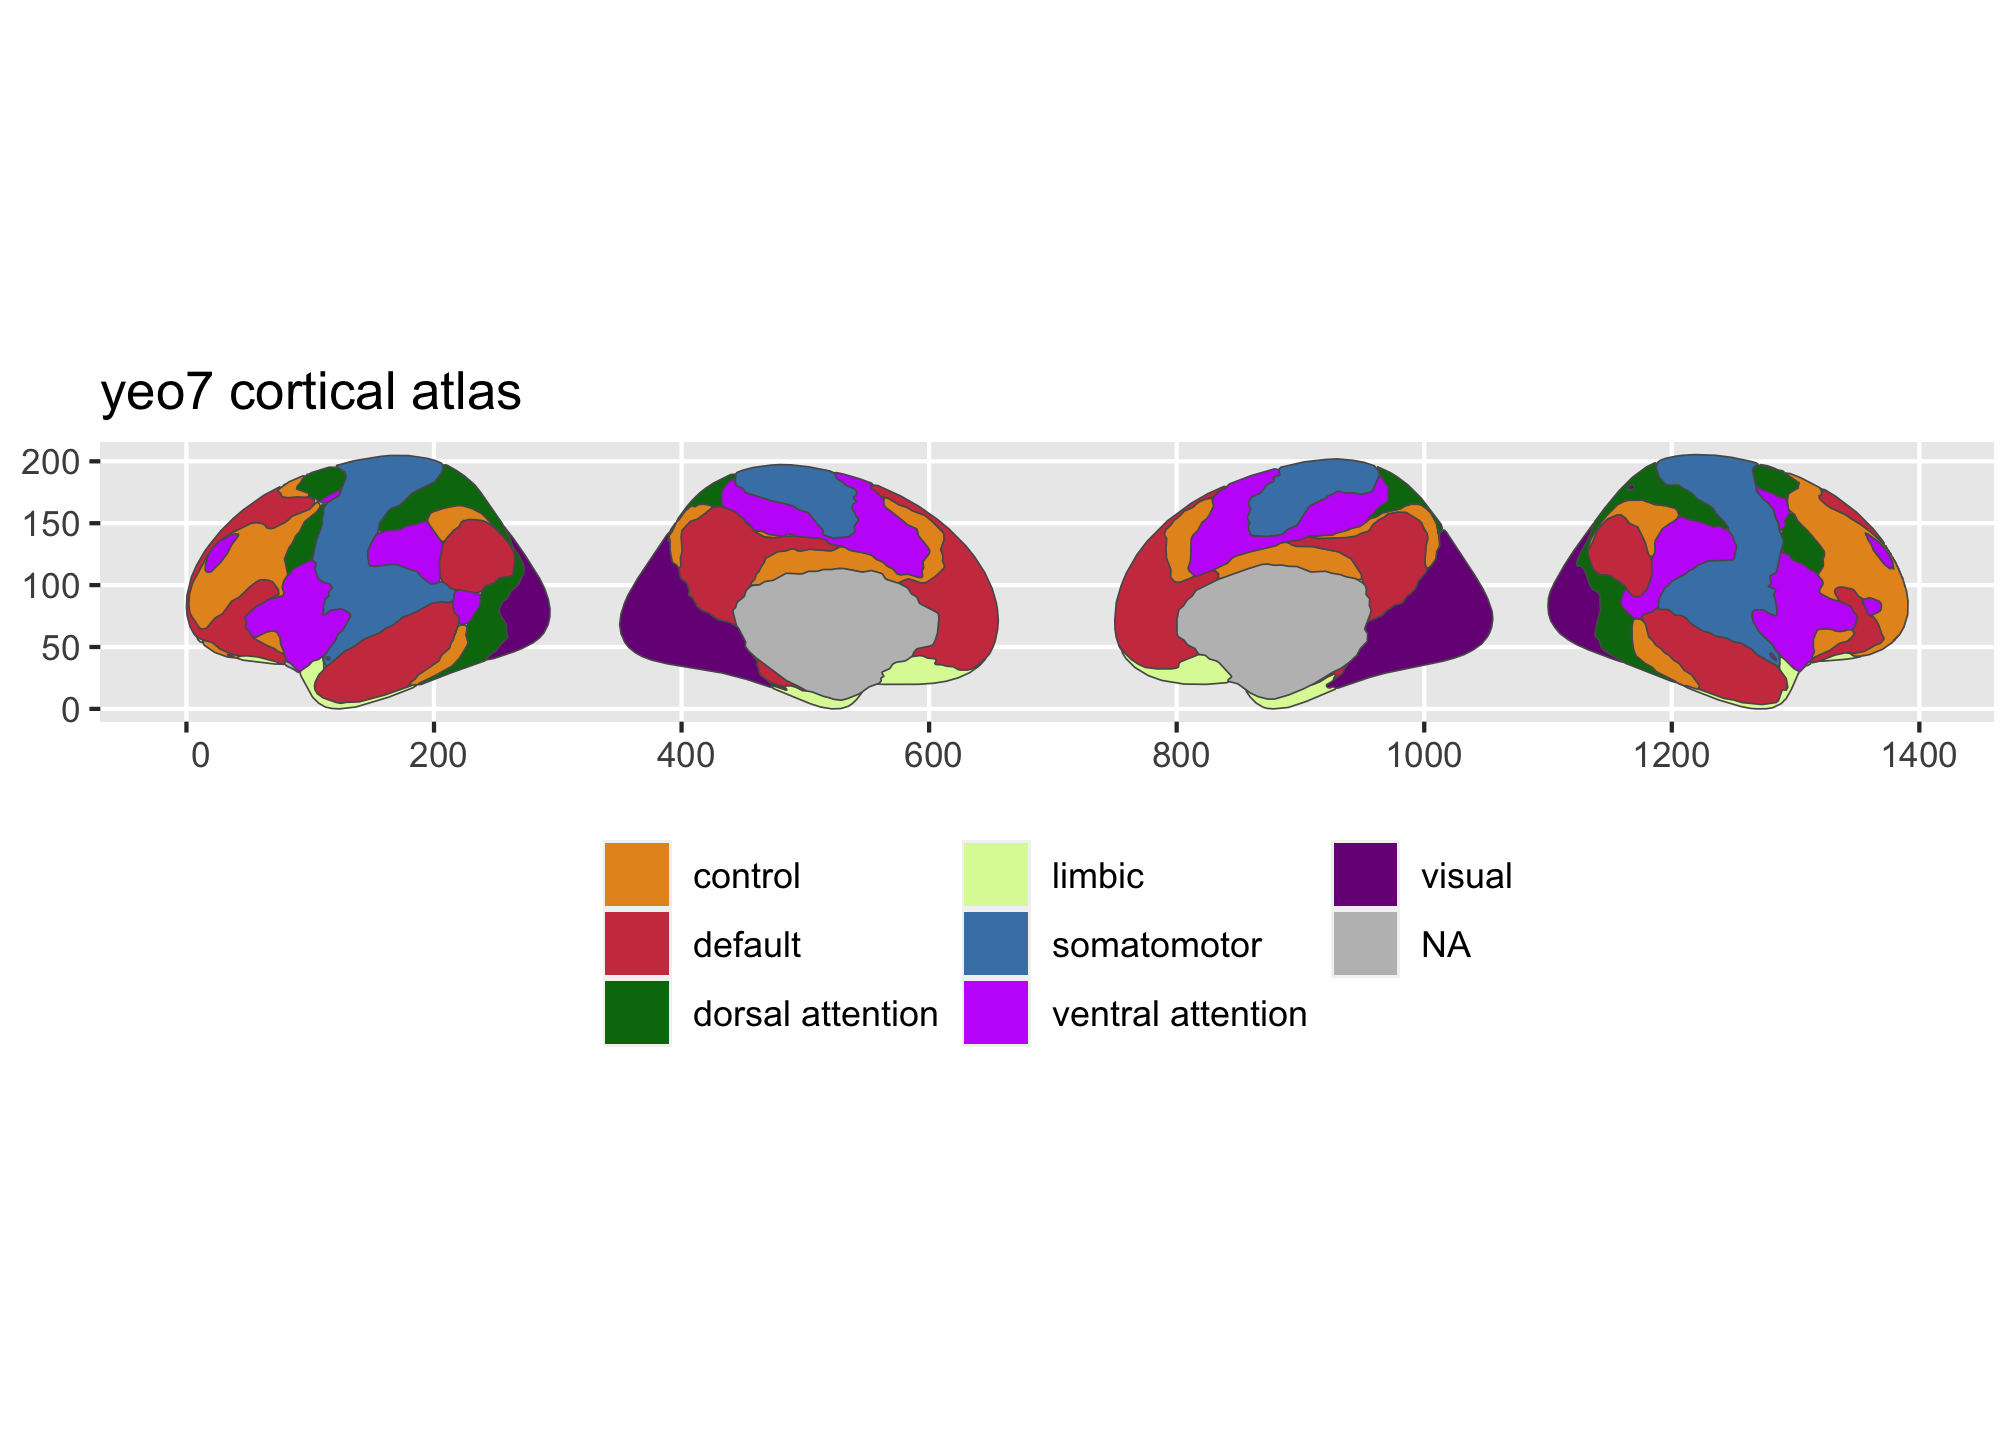 yeo7 cortical atlas
200
150
100
50
0
0 200 400 600 800 1000 1200 1400
control limbic visual
default somatomotor NA
dorsal attention ventral attention